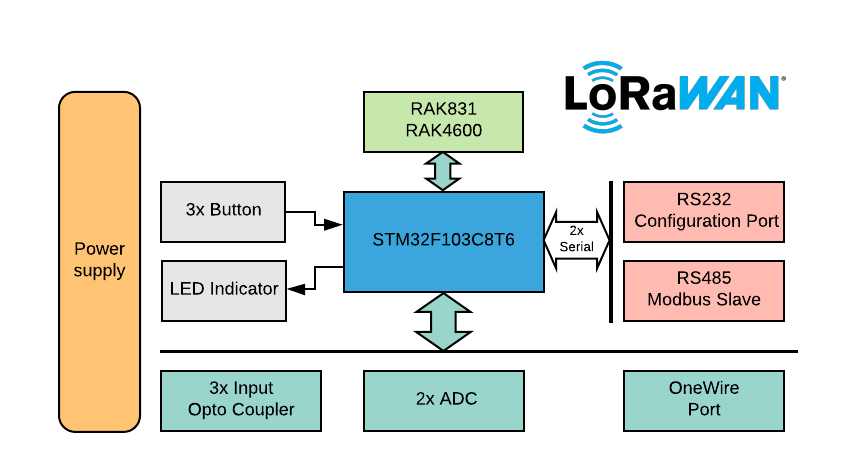 LoRaWAN®
RAK831
RAK4600
3x Button
STM32F103C8T6
2x
Serial
RS232
Configuration Port
Power
supply
LED Indicator
RS485
Modbus Slave
3x Input
Opto Coupler
2x ADC
OneWire
Port